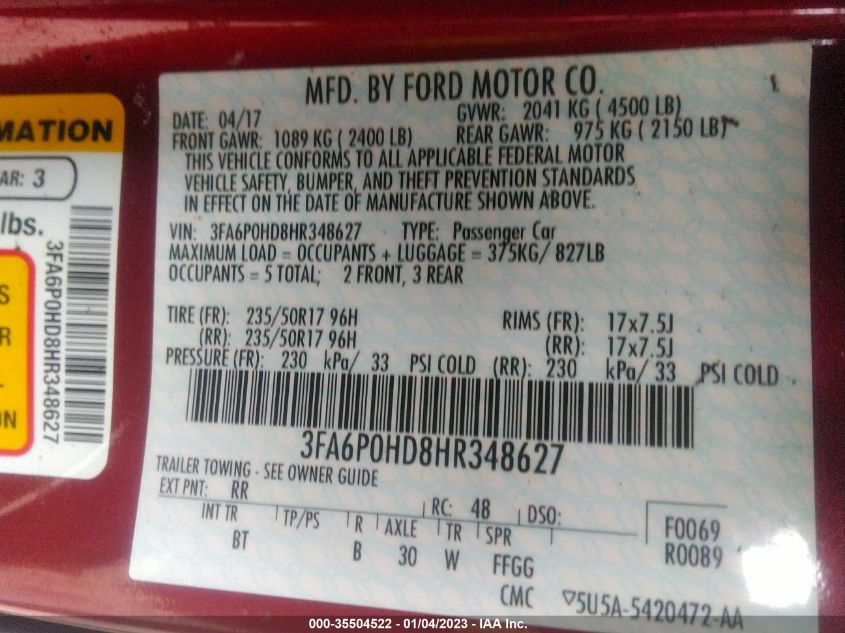 MFD. BY FORD MOTOR CO.
DATE: 04/17 GVWR: 2041 KG ( 4500 LB)
FRONT GAWR: 1089 KG ( 2400 LB) REAR GAWR: 975 KG ( 2150 LB)
THIS VEHICLE CONFORMS TO ALL APPLICABLE FEDERAL MOTOR
VEHICLE SAFETY, BUMPER, AND THEFT PREVENTION STANDARDS
IN EFFECT ON THE DATE OF MANUFACTURE SHOWN ABOVE.
VIN: 3FA6P0HD8HR348627 TYPE: Passenger Car
MAXIMUM LOAD = OCCUPANTS + LUGGAGE = 375KG/ 827LB
OCCUPANTS = 5 TOTAL; 2 FRONT, 3 REAR
TIRE (FR): 235/50R17 96H RIMS (FR): 17x7.5J
(RR): 235/50R17 96H (RR): 17x7.5J
PRESSURE (FR): 230 kPa/ 33 PSI COLD (RR): 230 kPa/ 33 PSI COLD
3FA6P0HD8HR348627
TRAILER TOWING - SEE OWNER GUIDE
EXT PNT: RR RC: 48 DSO:
INT TR TP/PS R AXLE TR SPR F0069
BT B 30 W FFGG R0089
CMC ▽5U5A-5420472-AA
MATION
AR: 3
lbs.
3FA6P0HD8HR348627
S
R
L-
N
000-35504522 - 01/04/2023 - IAA Inc.